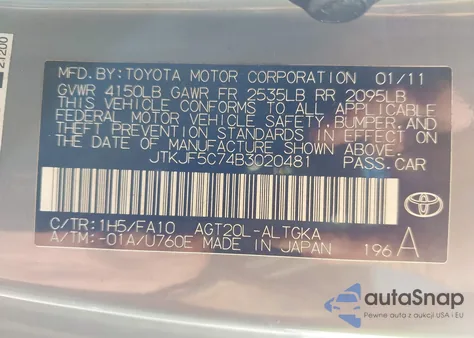 21200
MFD. BY: TOYOTA MOTOR CORPORATION 01/11
GVWR 4150LB GAWR FR 2535LB RR 2095LB
THIS VEHICLE CONFORMS TO ALL APPLICABLE
FEDERAL MOTOR VEHICLE SAFETY, BUMPER, AND
THEFT PREVENTION STANDARDS IN EFFECT ON
THE DATE OF MANUFACTURE SHOWN ABOVE.
JTKJF5C74B3020481 PASS.CAR
TOYOTA
C/TR:1H5/FA10 AGT20L-ALTGKA
A/TM:-01A/U760E MADE IN JAPAN 196 A
autoSnap
Pewne auta z aukcji USA i EU